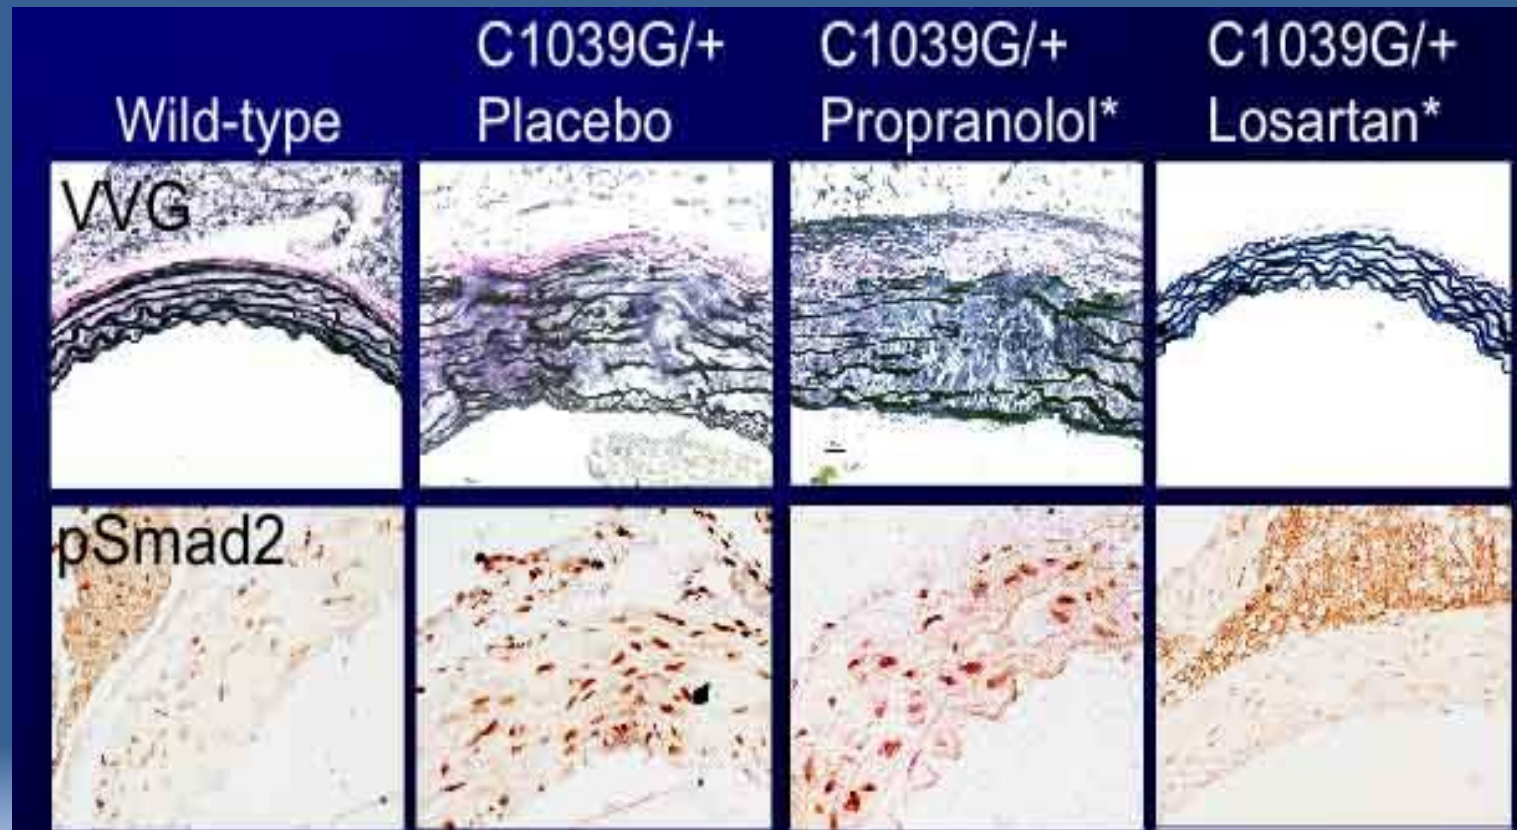 C1039G/+ C1039G/+ C1039G/+
Wild-type Placebo Propranolol* Losartan*
VVG
pSmad2